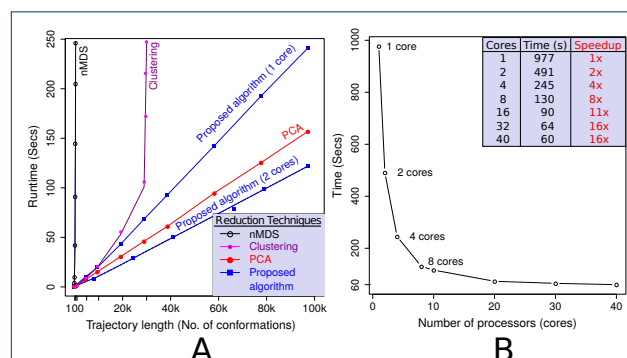 250
200
150
100
50
0
Runtime (Secs)
nMDS
Clustering
Proposed algorithm (1 core)
PCA
Proposed algorithm (2 cores)
Reduction Techniques
nMDS
Clustering
PCA
Proposed
algorithm
20k
40k
60k
80k
100k
Trajectory length (No. of conformations)
A
1000
800
600
400
200
60
Time (Secs)
1 core
2 cores
4 cores
8 cores
Cores Time (s) Speedup
1 977 1x
2 491 2x
4 245 4x
8 130 8x
16 90 11x
32 64 16x
40 60 16x
0 10 20 30 40
Number of processors (cores)
B